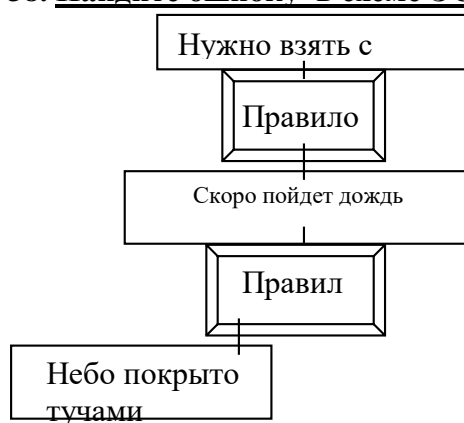 Нужно взять с
Правило
Скоро пойдет дождь
Правил
Небо покрыто
тучами